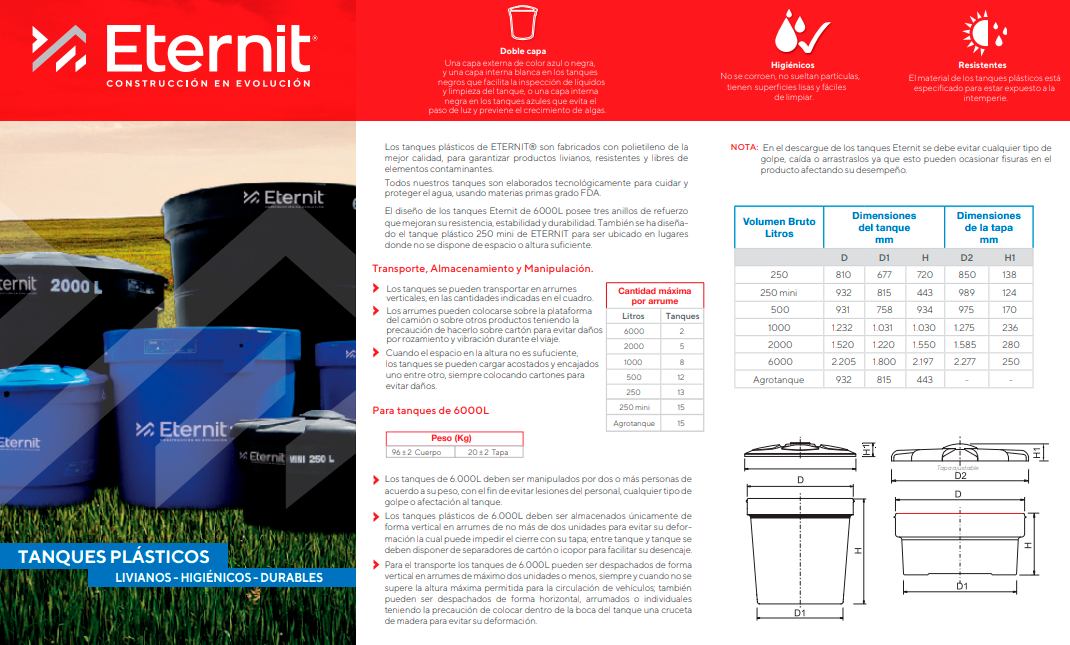 Eternit®
CONSTRUCCIÓN EN EVOLUCIÓN
Eternit
CONSTRUCCIÓN EN EVOLUCIÓN
6
ternit
2000 L
Eternit
CONSTRUCCIÓN EN EVOLUCIÓN
Eternit
Eternit
MINI 250 L
TANQUES PLÁSTICOS
LIVIANOS - HIGIÉNICOS - DURABLES
Doble capa
Una capa externa de color azul o negra,
y una capa interna blanca en los tanques
negros que facilita la inspección de líquidos
y limpieza del tanque, o una capa interna
negra en los tanques azules que evita el
paso de luz y previene el crecimiento de algas.
Higiénicos
No se corroen, no sueltan partículas,
tienen superficies lisas y fáciles
de limpiar.
Resistentes
El material de los tanques plásticos está
especificado para estar expuesto a la
intemperie.
Los tanques plásticos de ETERNIT® son fabricados con polietileno de la
mejor calidad, para garantizar productos livianos, resistentes y libres de
elementos contaminantes.
Todos nuestros tanques son elaborados tecnológicamente para cuidar y
proteger el agua, usando materias primas grado FDA.
El diseño de los tanques Eternit de 6000L posee tres anillos de refuerzo
que mejoran su resistencia, estabilidad y durabilidad. También se ha diseña-
do el tanque plástico 250 mini de ETERNIT para ser ubicado en lugares
donde no se dispone de espacio o altura suficiente.
Transporte, Almacenamiento y Manipulación.
Los tanques se pueden transportar en arrumes
verticales, en las cantidades indicadas en el cuadro.
Los arrumes pueden colocarse sobre la plataforma
del camión o sobre otros productos teniendo la
precaución de hacerlo sobre cartón para evitar daños
por rozamiento y vibración durante el viaje.
Cuando el espacio en la altura no es sufuciente,
los tanques se pueden cargar acostados y encajados
uno entre otro, siempre colocando cartones para
evitar daños.
Cantidad máxima
por arrume
Litros Tanques
6000 2
2000 5
1000 8
500 12
250 13
250 mini 15
Agrotanque 15
Para tanques de 6000L
Peso (Kg)
96 ± 2 Cuerpo 20 ± 2 Tapa
Los tanques de 6.000L deben ser manipulados por dos o más personas de
acuerdo a su peso, con el fin de evitar lesiones del personal, cualquier tipo de
golpe o afectación al tanque.
Los tanques plásticos de 6.000L deben ser almacenados únicamente de
forma vertical en arrumes de no más de dos unidades para evitar su defor-
mación la cual puede impedir el cierre con su tapa; entre tanque y tanque se
deben disponer de separadores de cartón o icopor para facilitar su desencaje.
Para el transporte los tanques de 6.000L pueden ser despachados de forma
vertical en arrumes de máximo dos unidades o menos, siempre y cuando no se
supere la altura máxima permitida para la circulación de vehículos; también
pueden ser despachados de forma horizontal, arrumados o individuales
teniendo la precaución de colocar dentro de la boca del tanque una cruceta
de madera para evitar su deformación.
NOTA: En el descargue de los tanques Eternit se debe evitar cualquier tipo de
golpe, caída o arrastraslos ya que esto pueden ocasionar fisuras en el
producto afectando su desempeño.
Volumen Bruto
Litros
Dimensiones
del tanque
mm
Dimensiones
de la tapa
mm
D D1 H D2 H1
250 810 677 720 850 138
250 mini 932 815 443 989 124
500 931 758 934 975 170
1000 1.232 1.031 1.030 1.275 236
2000 1.520 1.220 1.550 1.585 280
6000 2.205 1.800 2.197 2.277 250
Agrotanque 932 815 443 - -
H1
D
H
D1
H1
Tapa ajustable
D2
D
H
D1